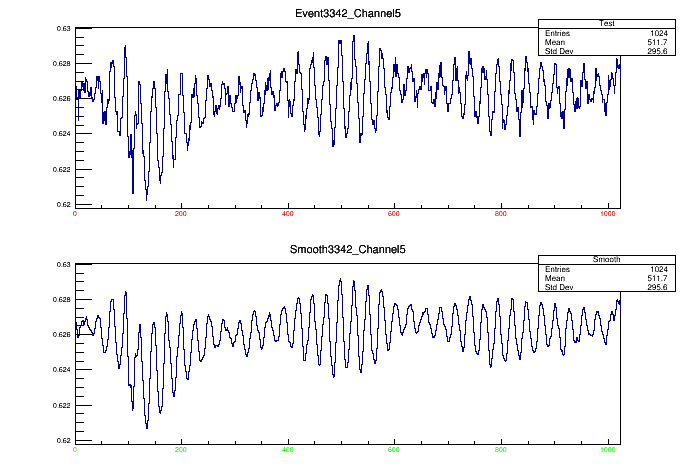 Event3342_Channel5
Test
Entries 1024
Mean 511.7
Std Dev 295.6
0.63
0.628
0.626
0.624
0.622
0.62
0 200 400 600 800 1000
Smooth3342_Channel5
Smooth
Entries 1024
Mean 511.7
Std Dev 295.6
0.63
0.628
0.626
0.624
0.622
0.62
0 200 400 600 800 1000